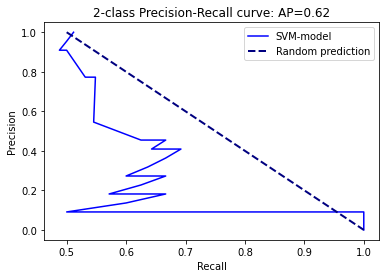 2-class Precision-Recall curve: AP=0.62
SVM-model
Random prediction
Precision
1.0
0.8
0.6
0.4
0.2
0.0
0.5
0.6
0.7
0.8
0.9
1.0
Recall